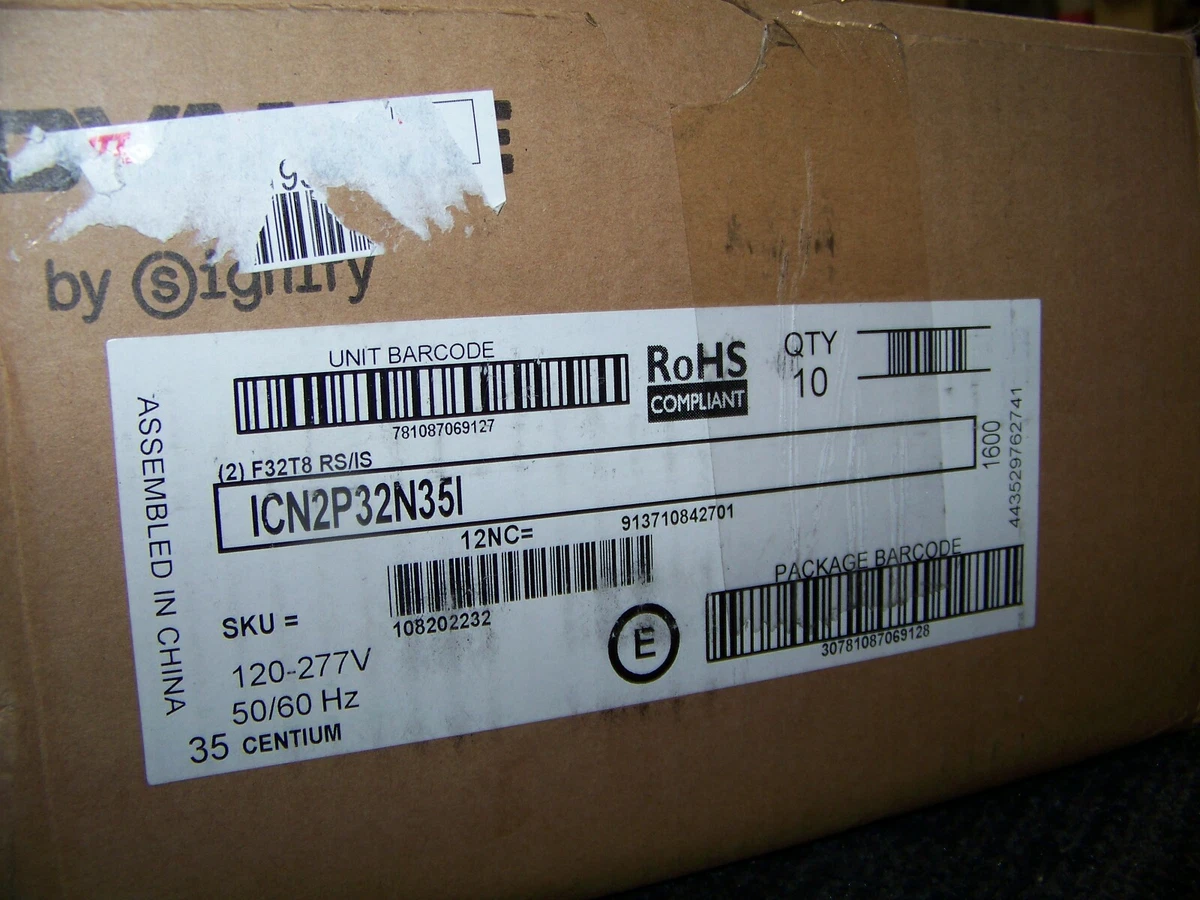 by Signify
UNIT BARCODE
781087069127
RoHS
COMPLIANT
QTY
10
(2) F32T8 RS/IS
ICN2P32N35I
12NC=
913710842701
SKU =
108202232
120-277V
50/60 Hz
35 CENTIUM
E
PACKAGE BARCODE
30781087069128
ASSEMBLED IN CHINA
1600
443529762741